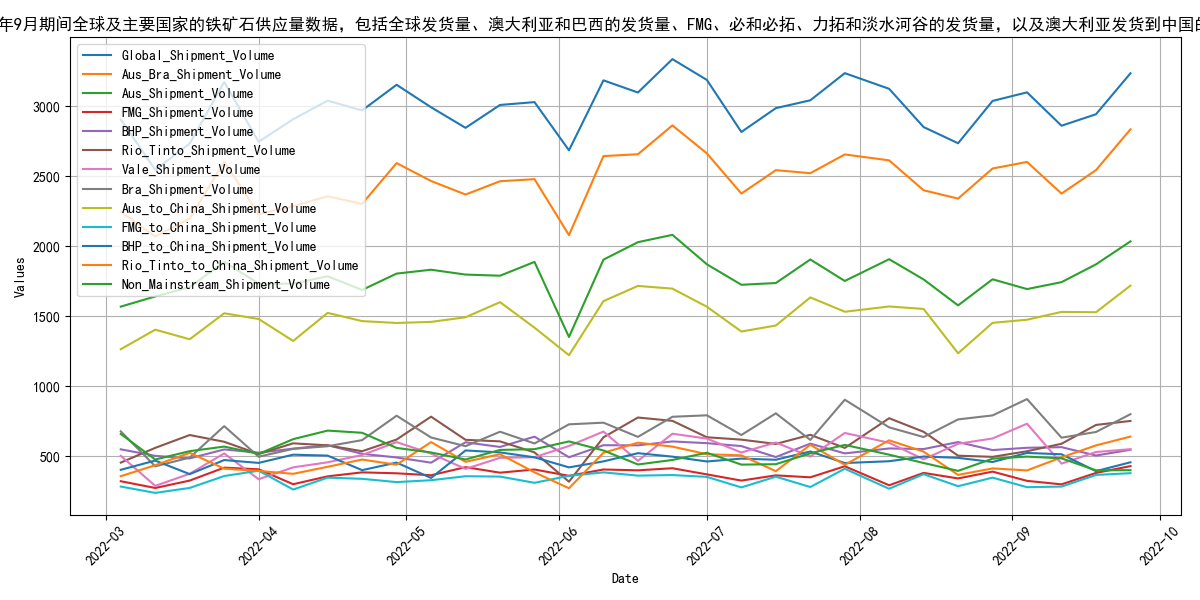 年9月期间全球及主要国家的铁矿石供应量数据，包括全球发货量、澳大利亚和巴西的发货量、FMG、必和必拓、力拓和淡水河谷的发货量，以及澳大利亚发货到中国
Global_Shipment_Volume
Aus_Bra_Shipment_Volume
Aus_Shipment_Volume
FMG_Shipment_Volume
BHP_Shipment_Volume
Rio_Tinto_Shipment_Volume
Vale_Shipment_Volume
Bra_Shipment_Volume
Aus_to_China_Shipment_Volume
FMG_to_China_Shipment_Volume
BHP_to_China_Shipment_Volume
Rio_Tinto_to_China_Shipment_Volume
Non_Mainstream_Shipment_Volume
3000
2500
2000
1500
1000
500
Values
2022-03
2022-04
2022-05
2022-06
2022-07
2022-08
2022-09
2022-10
Date